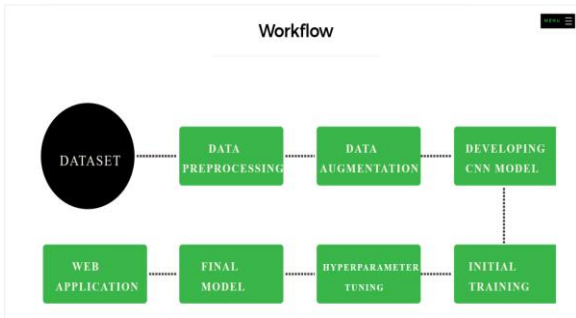 Workflow
MENU
DATASET
DATA
PREPROCESSING
DATA
AUGMENTATION
DEVELOPING
CNN MODEL
WEB
APPLICATION
FINAL
MODEL
HYPERPARAMETER
TUNING
INITIAL
TRAINING